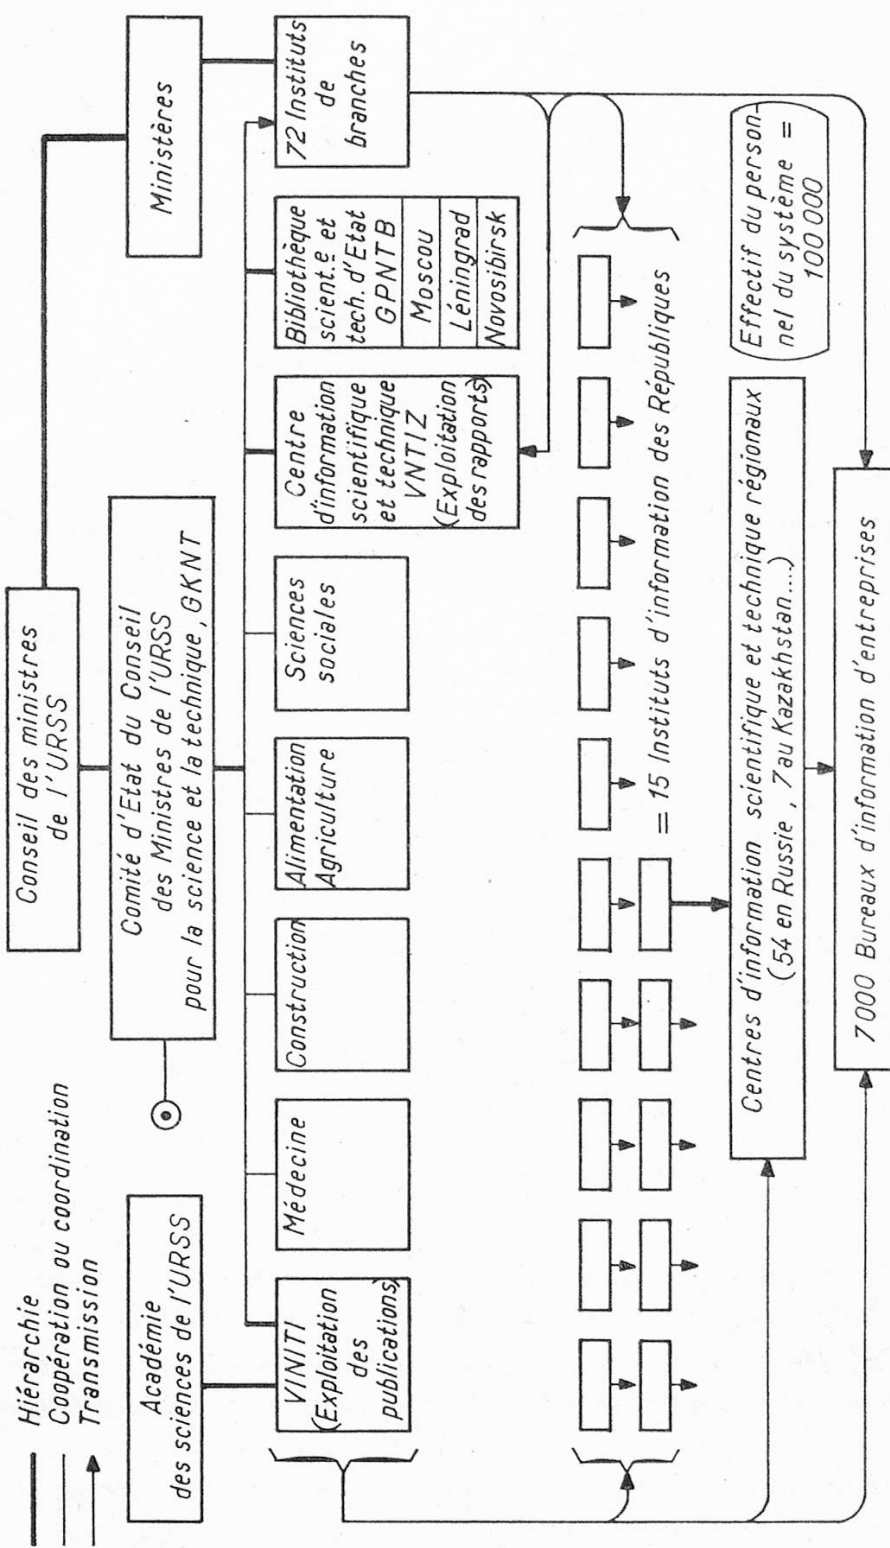 Hiérarchie
Coopération ou coordination
Transmission
Conseil des ministres
de l'URSS
Comité d'Etat du Conseil
des Ministres de l'URSS
pour la science et la technique, GKNT
Académie
des sciences de l'URSS
Ministères
VINITI
(Exploitation
des
publications)
Médecine
Construction
Alimentation
Agriculture
Sciences
sociales
Centre
d'information
scientifique
et technique
VNTIZ
(Exploitation
des rapports)
Bibliothèque
scient.e et
tech. d'Etat
GPNTB
Moscou
Léningrad
Novosibirsk
72 Instituts
de
branches
= 15 Instituts d'information des Républiques
Centres d'information scientifique et technique régionaux
(54 en Russie, 7 au Kazakhstan....)
Effectif du person-
nel du système =
100 000
7000 Bureaux d'information d'entreprises